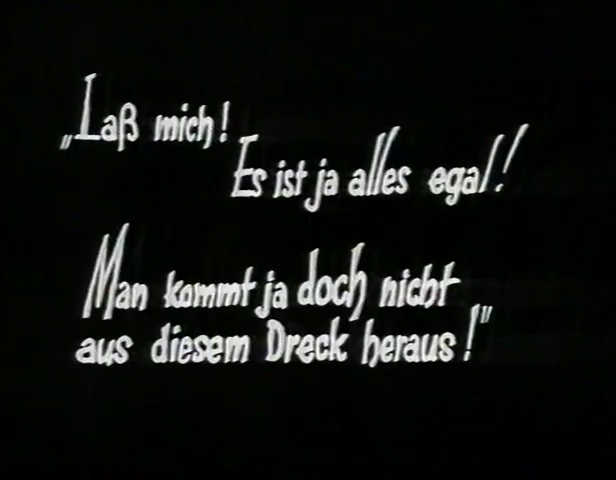 „Laß mich!
Es ist ja alles egal!
Man kommt ja doch nicht
aus diesem Dreck heraus!"